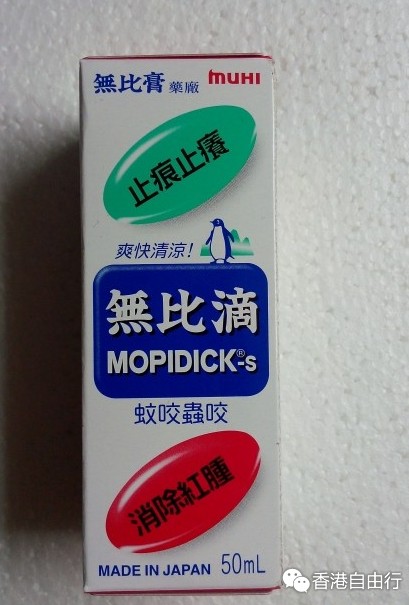 無比膏 藥廠 MUHI
止痕止癢
爽快清涼!
無比滴
MOPIDICK®-s
蚊咬蟲咬
消除紅腫
MADE IN JAPAN 50mL
香港自由行